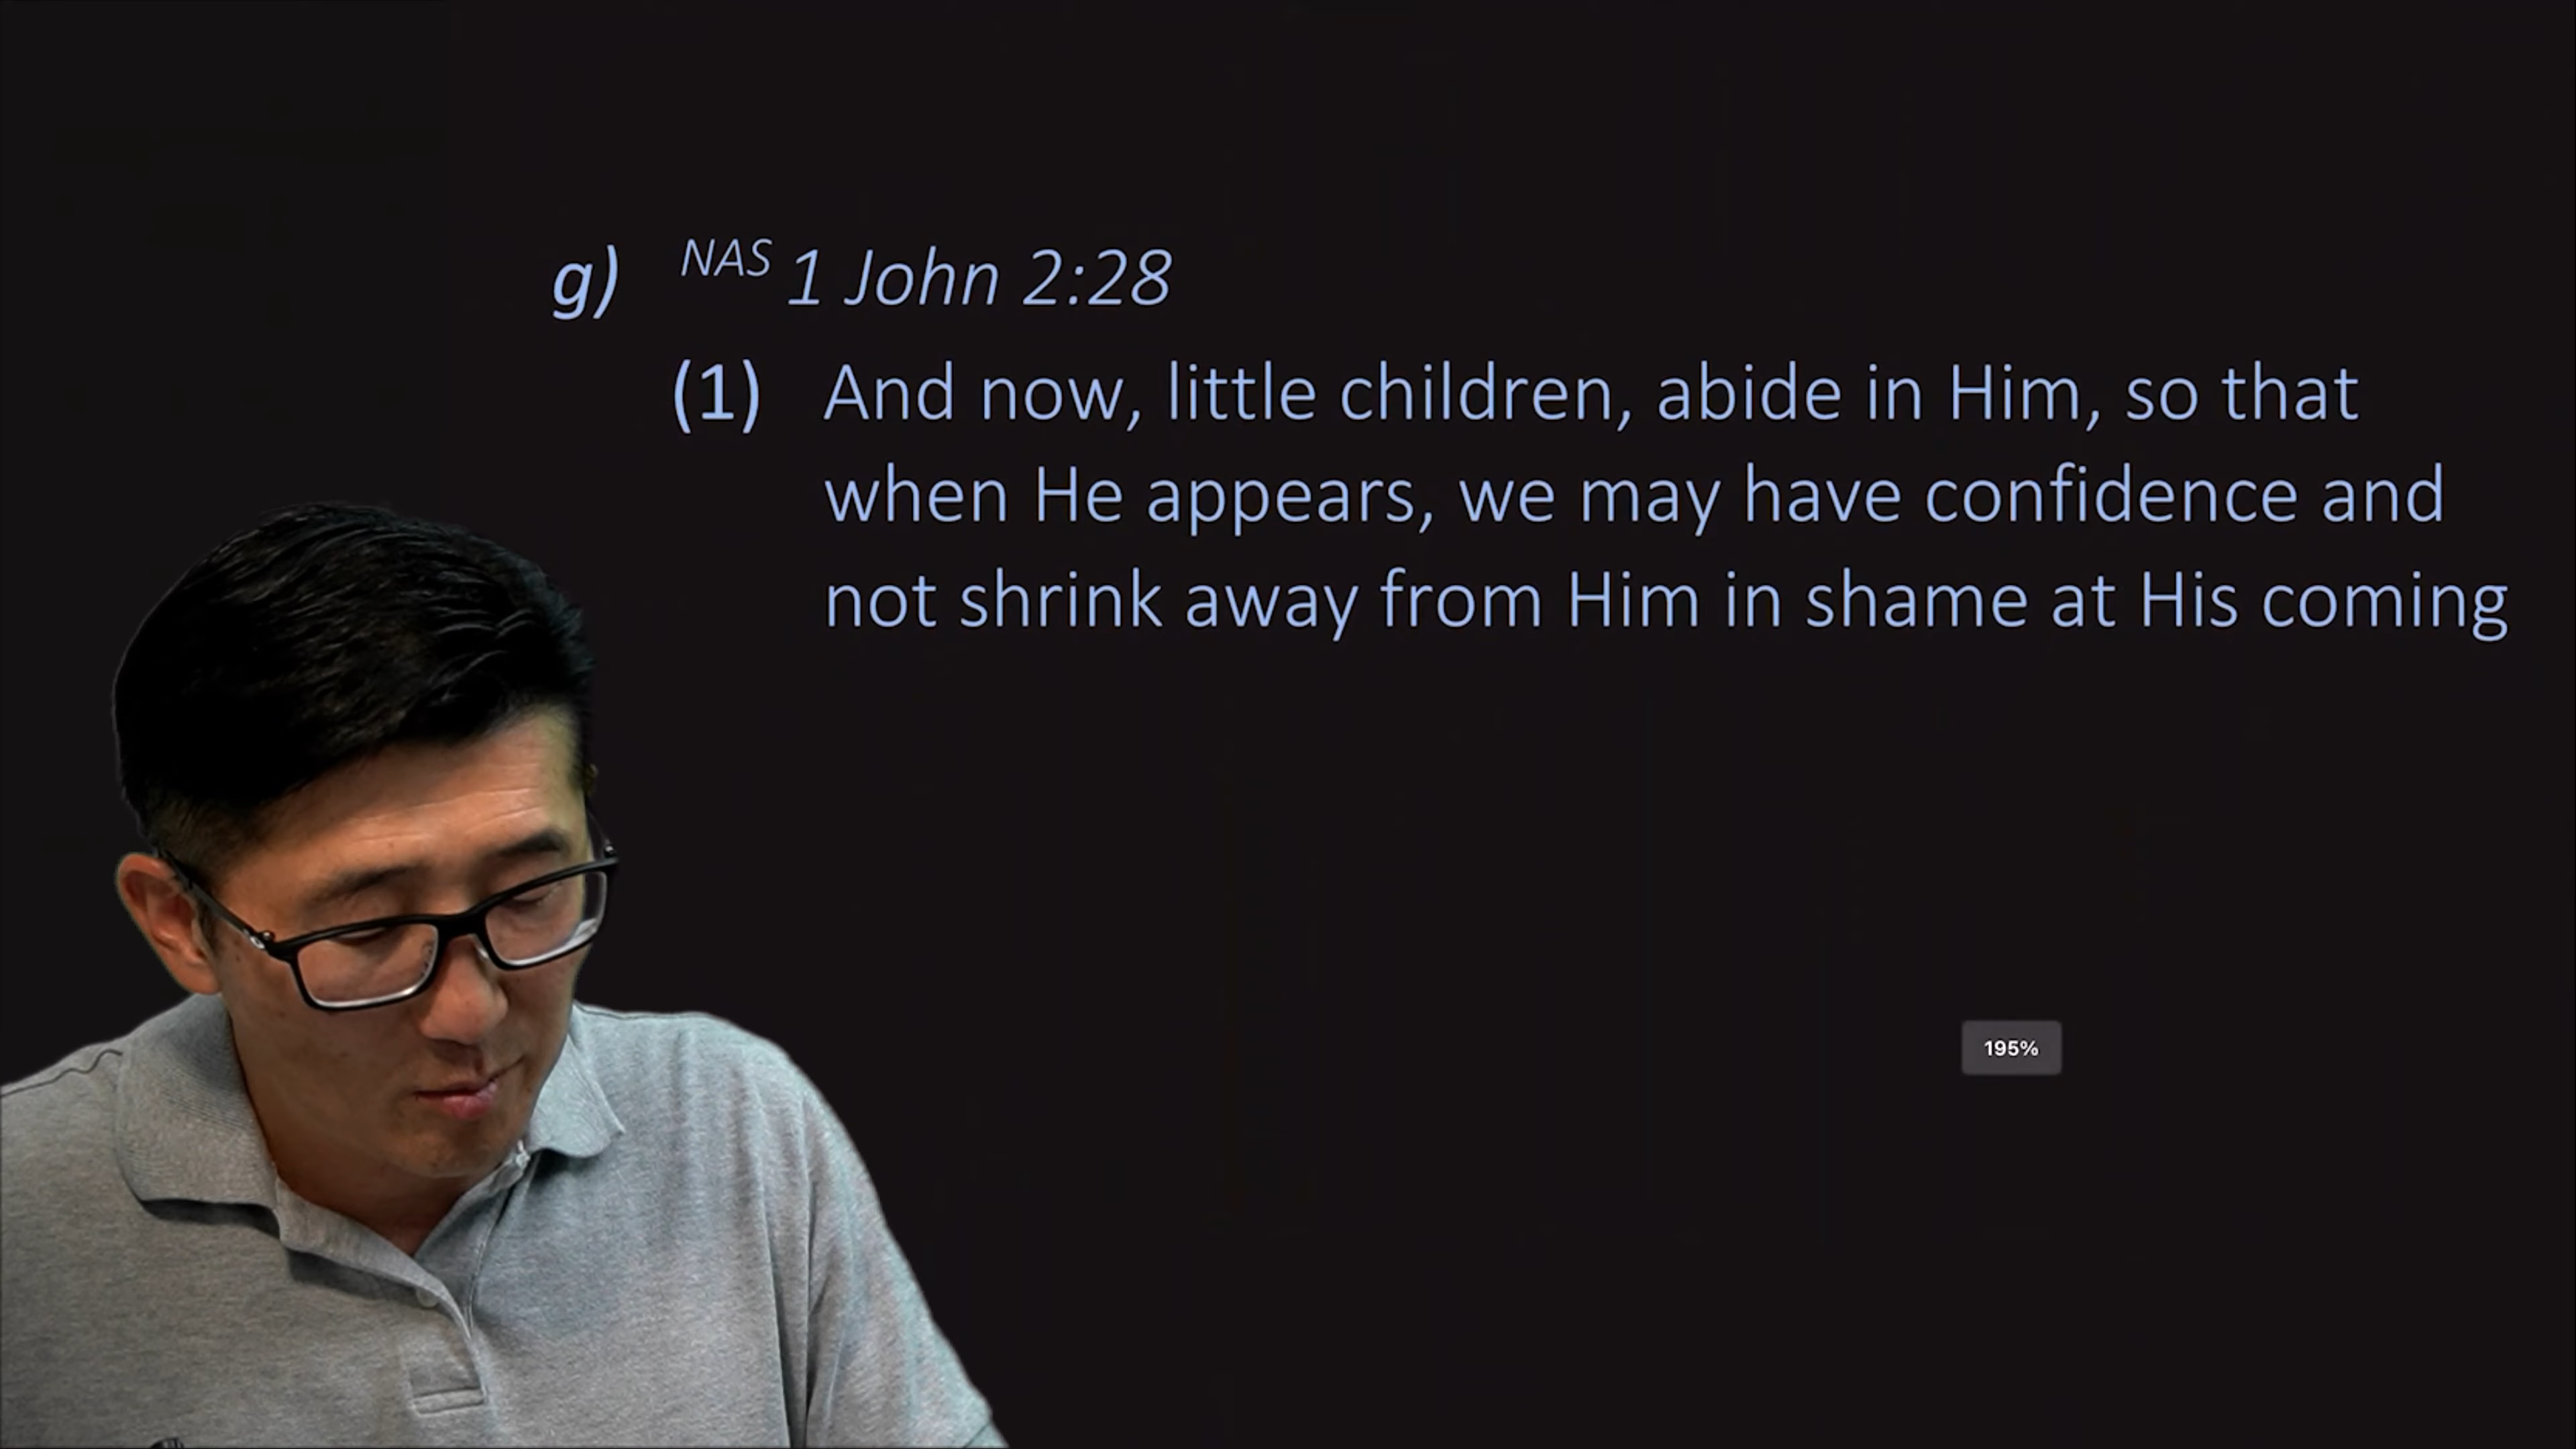 g) NAS 1 John 2:28
(1) And now, little children, abide in Him, so that
when He appears, we may have confidence and
not shrink away from Him in shame at His coming
195%